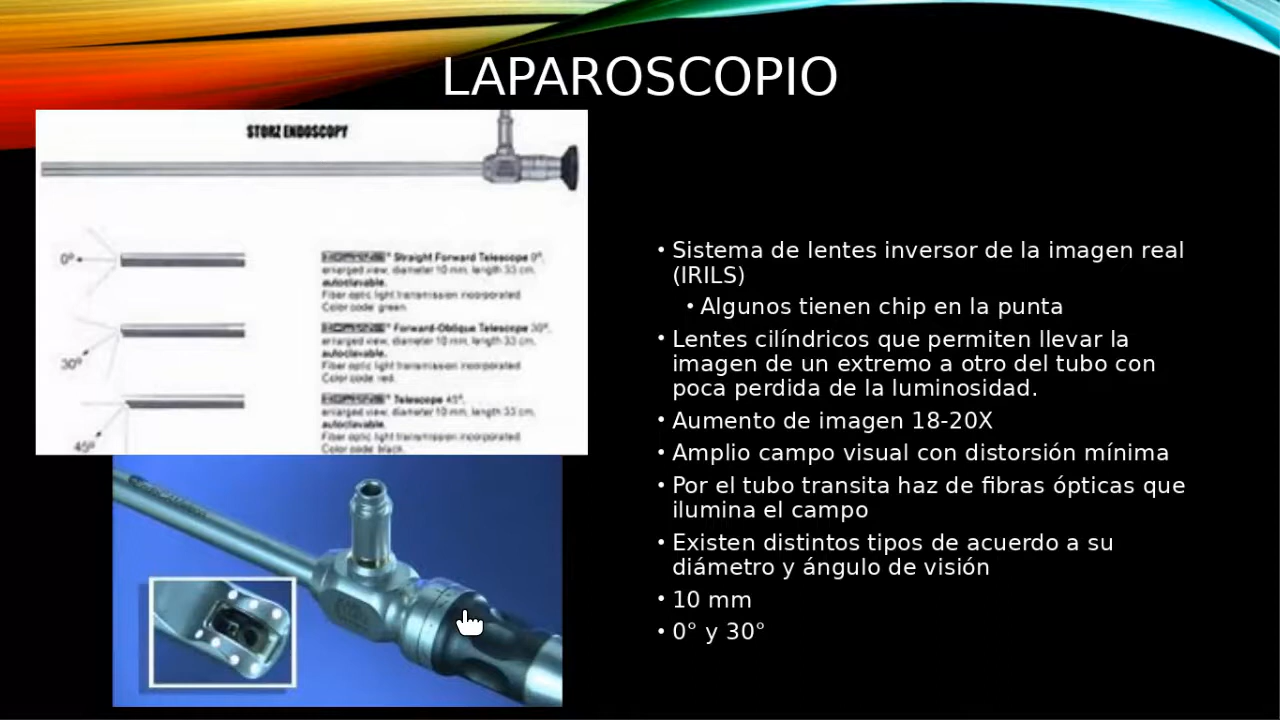 LAPAROSCOPIO
STORZ ENDOSCOPY
0º
® Straight Forward Telescope 0º,
enlarged view, diameter 10 mm, length 33 cm,
autoclavable.
Fiber optic light transmission incorporated
Color code: green.
30º
® Forward-Oblique Telescope 30º,
enlarged view, diameter 10 mm, length 33 cm,
autoclavable.
Fiber optic light transmission incorporated
Color code: red.
45º
® Telescope 45º,
enlarged view, diameter 10 mm, length 33 cm,
autoclavable.
Fiber optic light transmission incorporated
Color code: black.
• Sistema de lentes inversor de la imagen real
(IRILS)
• Algunos tienen chip en la punta
• Lentes cilíndricos que permiten llevar la
imagen de un extremo a otro del tubo con
poca perdida de la luminosidad.
• Aumento de imagen 18-20X
• Amplio campo visual con distorsión mínima
• Por el tubo transita haz de fibras ópticas que
ilumina el campo
• Existen distintos tipos de acuerdo a su
diámetro y ángulo de visión
• 10 mm
• 0° y 30°